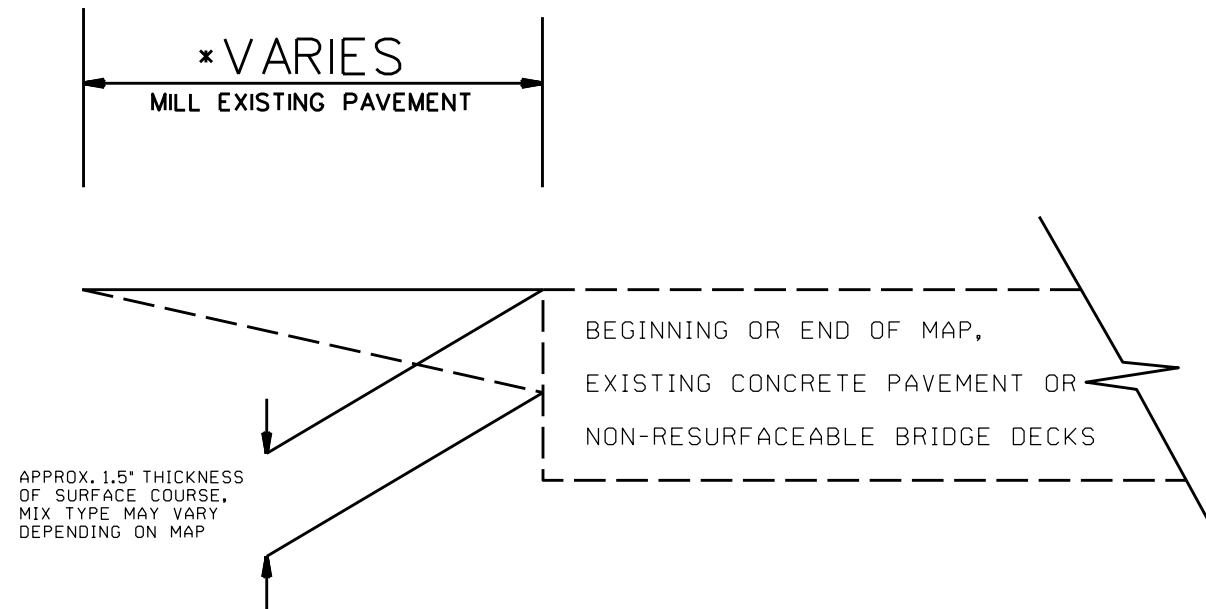 *VARIES
MILL EXISTING PAVEMENT
BEGINNING OR END OF MAP,
EXISTING CONCRETE PAVEMENT OR
NON-RESURFACEABLE BRIDGE DECKS
APPROX. 1.5" THICKNESS
OF SURFACE COURSE,
MIX TYPE MAY VARY
DEPENDING ON MAP